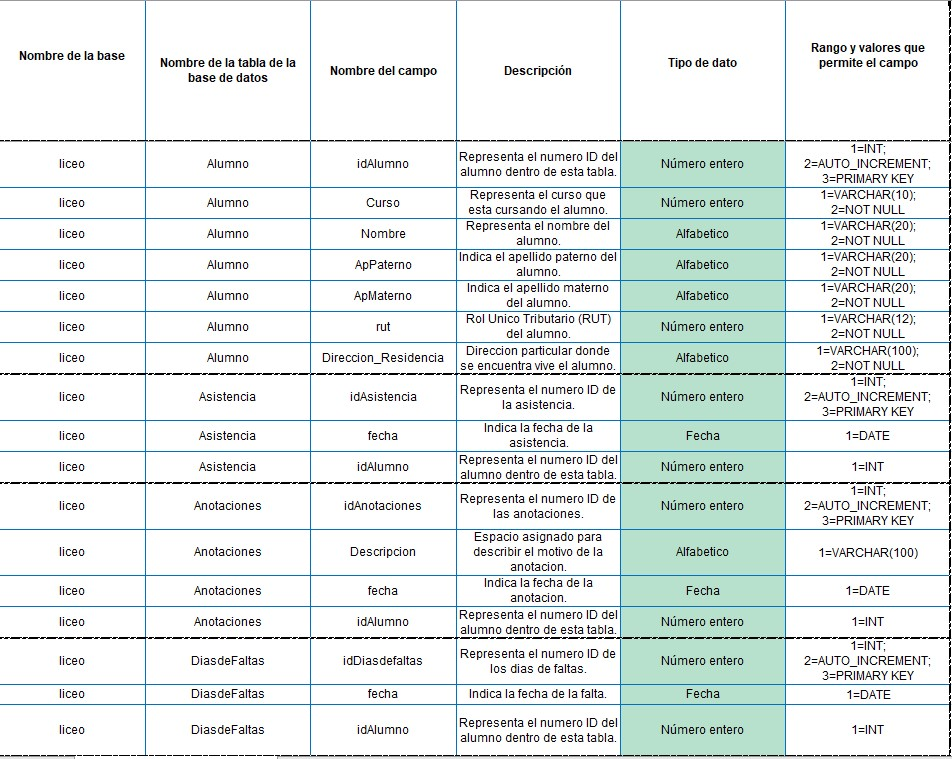 Nombre de la base
Nombre de la tabla de la
base de datos
Nombre del campo
Descripción
Tipo de dato
Rango y valores que
permite el campo
liceo
Alumno
idAlumno
Representa el numero ID del
alumno dentro de esta tabla.
Número entero
1=INT;
2=AUTO_INCREMENT;
3=PRIMARY KEY
liceo
Alumno
Curso
Representa el curso que
esta cursando el alumno.
Número entero
1=VARCHAR(10);
2=NOT NULL
liceo
Alumno
Nombre
Representa el nombre del
alumno.
Alfabetico
1=VARCHAR(20);
2=NOT NULL
liceo
Alumno
ApPaterno
Indica el apellido paterno del
alumno.
Alfabetico
1=VARCHAR(20);
2=NOT NULL
liceo
Alumno
ApMaterno
Indica el apellido materno
del alumno.
Alfabetico
1=VARCHAR(20);
2=NOT NULL
liceo
Alumno
rut
Rol Unico Tributario (RUT)
del alumno.
Número entero
1=VARCHAR(12);
2=NOT NULL
liceo
Alumno
Direccion_Residencia
Direccion particular donde
se encuentra vive el alumno.
Alfabetico
1=VARCHAR(100);
2=NOT NULL
liceo
Asistencia
idAsistencia
Representa el numero ID de
la asistencia.
Número entero
1=INT;
2=AUTO_INCREMENT;
3=PRIMARY KEY
liceo
Asistencia
fecha
Indica la fecha de la
asistencia.
Fecha
1=DATE
liceo
Asistencia
idAlumno
Representa el numero ID del
alumno dentro de esta tabla.
Número entero
1=INT
liceo
Anotaciones
idAnotaciones
Representa el numero ID de
las anotaciones.
Número entero
1=INT;
2=AUTO_INCREMENT;
3=PRIMARY KEY
liceo
Anotaciones
Descripcion
Espacio asignado para
describir el motivo de la
anotacion.
Alfabetico
1=VARCHAR(100)
liceo
Anotaciones
fecha
Indica la fecha de la
anotacion.
Fecha
1=DATE
liceo
Anotaciones
idAlumno
Representa el numero ID del
alumno dentro de esta tabla.
Número entero
1=INT
liceo
DiasdeFaltas
idDiasdefaltas
Representa el numero ID de
los dias de faltas.
Número entero
1=INT;
2=AUTO_INCREMENT;
3=PRIMARY KEY
liceo
DiasdeFaltas
fecha
Indica la fecha de la falta.
Fecha
1=DATE
liceo
DiasdeFaltas
idAlumno
Representa el numero ID del
alumno dentro de esta tabla.
Número entero
1=INT